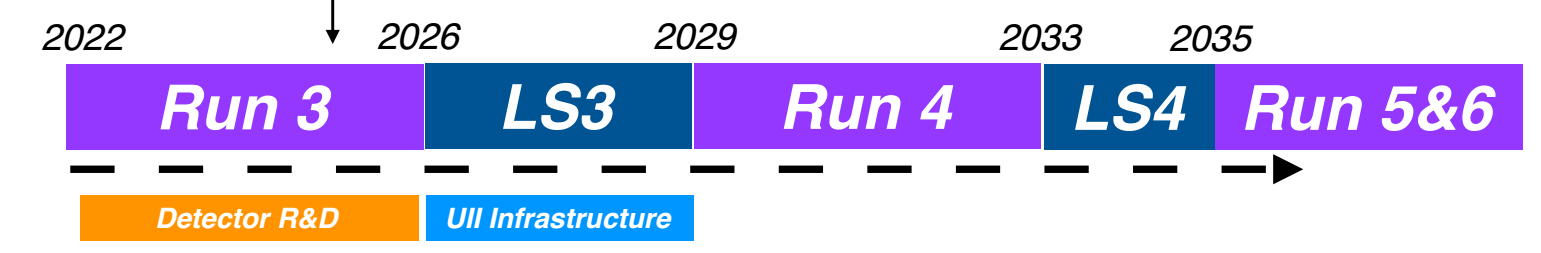 2022 2026 2029 2033 2035
Run 3 LS3 Run 4 LS4 Run 5&6
Detector R&D UII Infrastructure